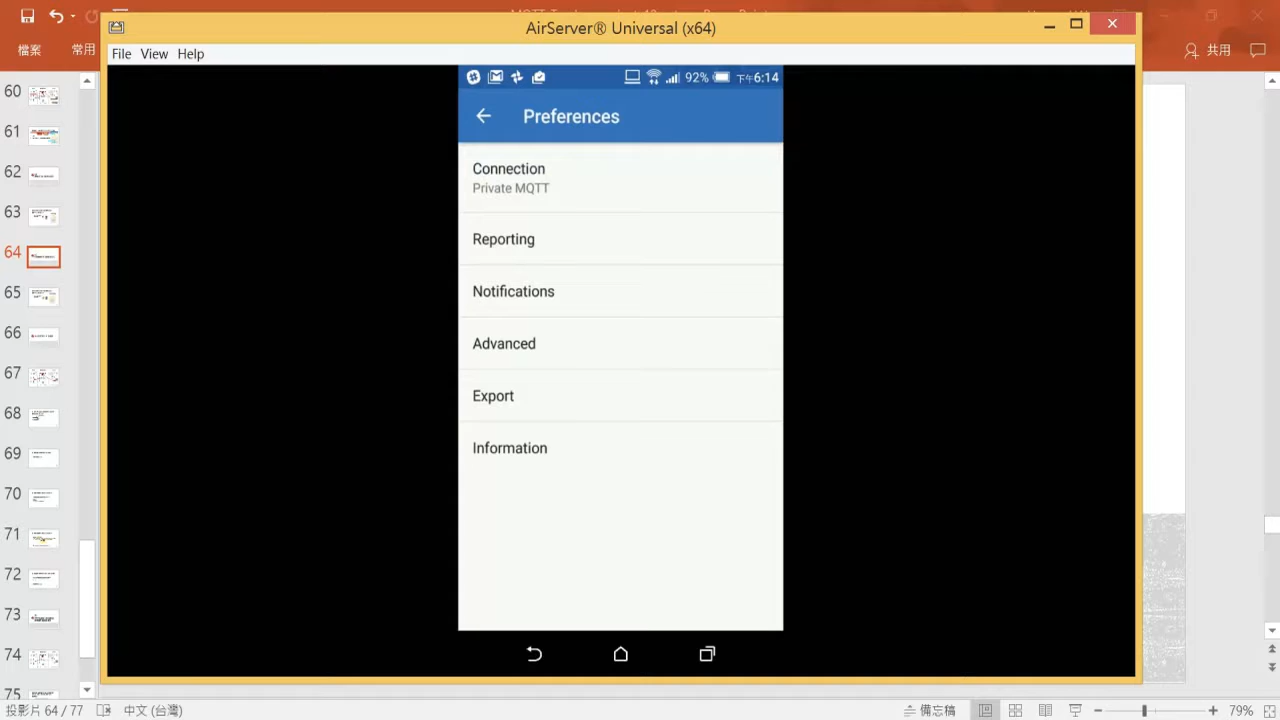 檔案
常用
共用
AirServer® Universal (x64)
File View Help
92% 下午6:14
Preferences
Connection
Private MQTT
Reporting
Notifications
Advanced
Export
Information
60
61
62
63
64
65
66
67
68
69
70
71
72
73
74
75
投影片 64 / 77 中文 (台灣) 備忘稿 79%